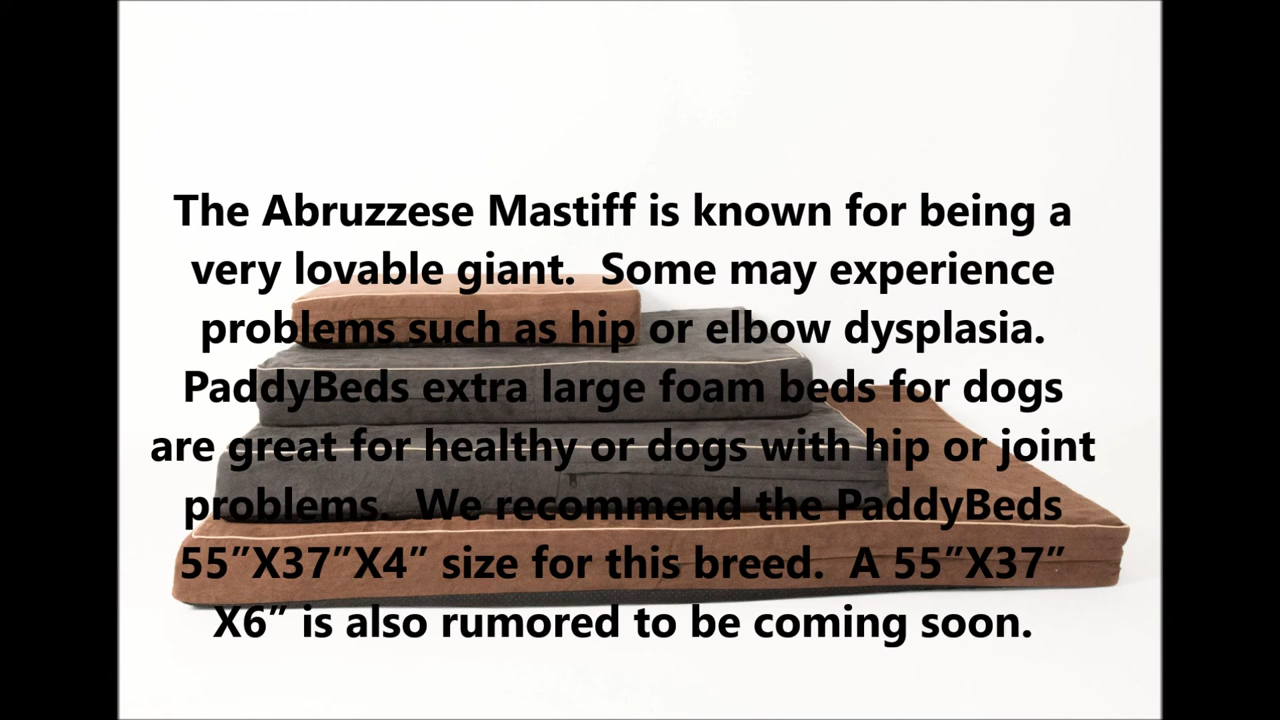 The Abruzzese Mastiff is known for being a
very lovable giant.  Some may experience
problems such as hip or elbow dysplasia.
PaddyBeds extra large foam beds for dogs
are great for healthy or dogs with hip or joint
problems.  We recommend the PaddyBeds
55”X37”X4” size for this breed.  A 55”X37”
X6” is also rumored to be coming soon.